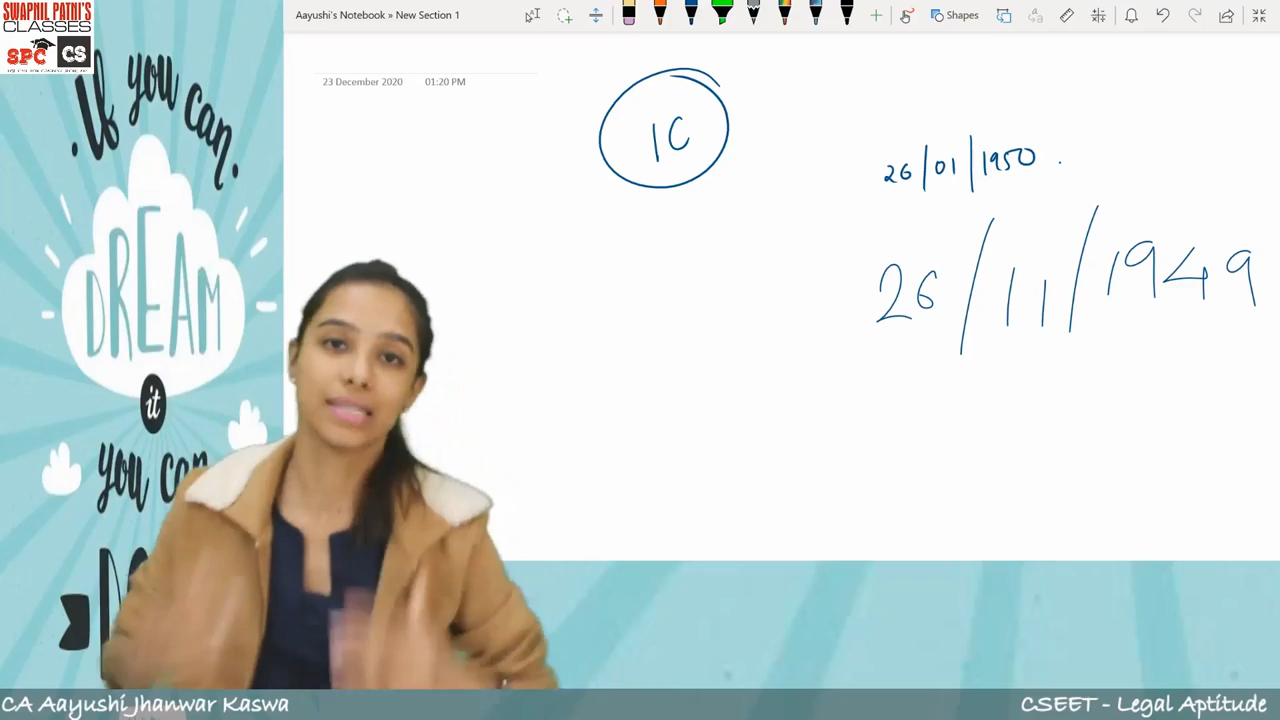 SWAPNIL PATNI'S
CLASSES
SPC CS
Aayushi's Notebook » New Section 1
Shapes
23 December 2020 01:20 PM
IC
26/01/1950
26/11/1949
If you can
DREAM
it
you can
DO
CA Aayushi Jhanwar Kaswa
CSEET - Legal Aptitude